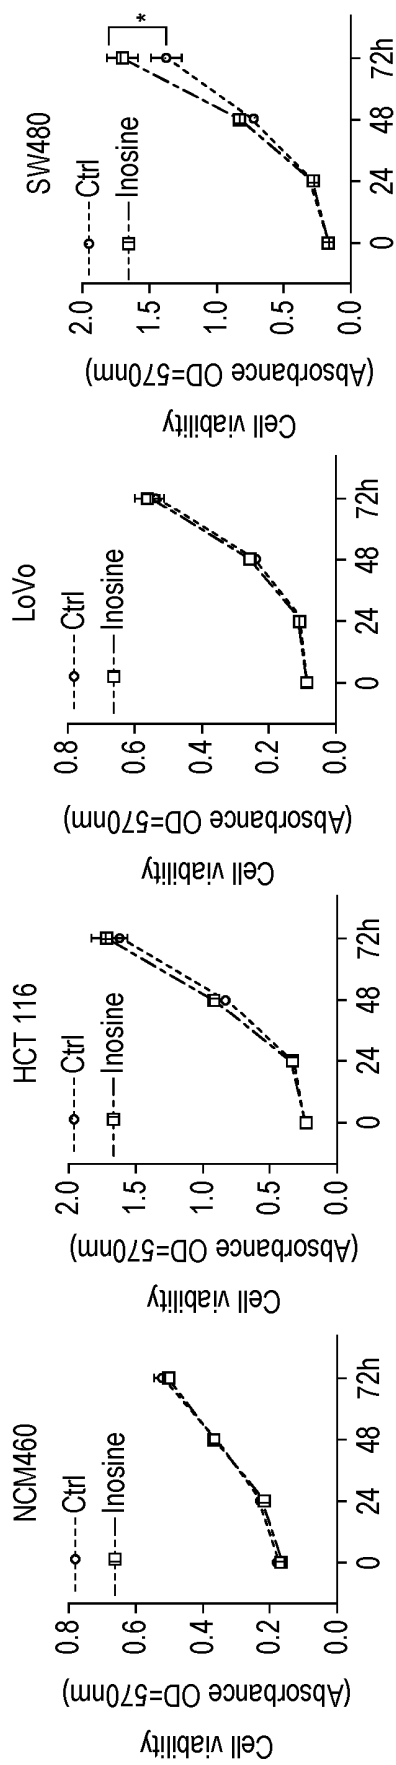 NCM460
Ctrl
Inosine
Cell viability
(Absorbance OD=570nm)
0.8
0.6
0.4
0.2
0.0
0 24 48 72h
HCT 116
Ctrl
Inosine
Cell viability
(Absorbance OD=570nm)
2.0
1.5
1.0
0.5
0.0
0 24 48 72h
LoVo
Ctrl
Inosine
Cell viability
(Absorbance OD=570nm)
0.8
0.6
0.4
0.2
0.0
0 24 48 72h
SW480
Ctrl
Inosine
*
Cell viability
(Absorbance OD=570nm)
2.0
1.5
1.0
0.5
0.0
0 24 48 72h